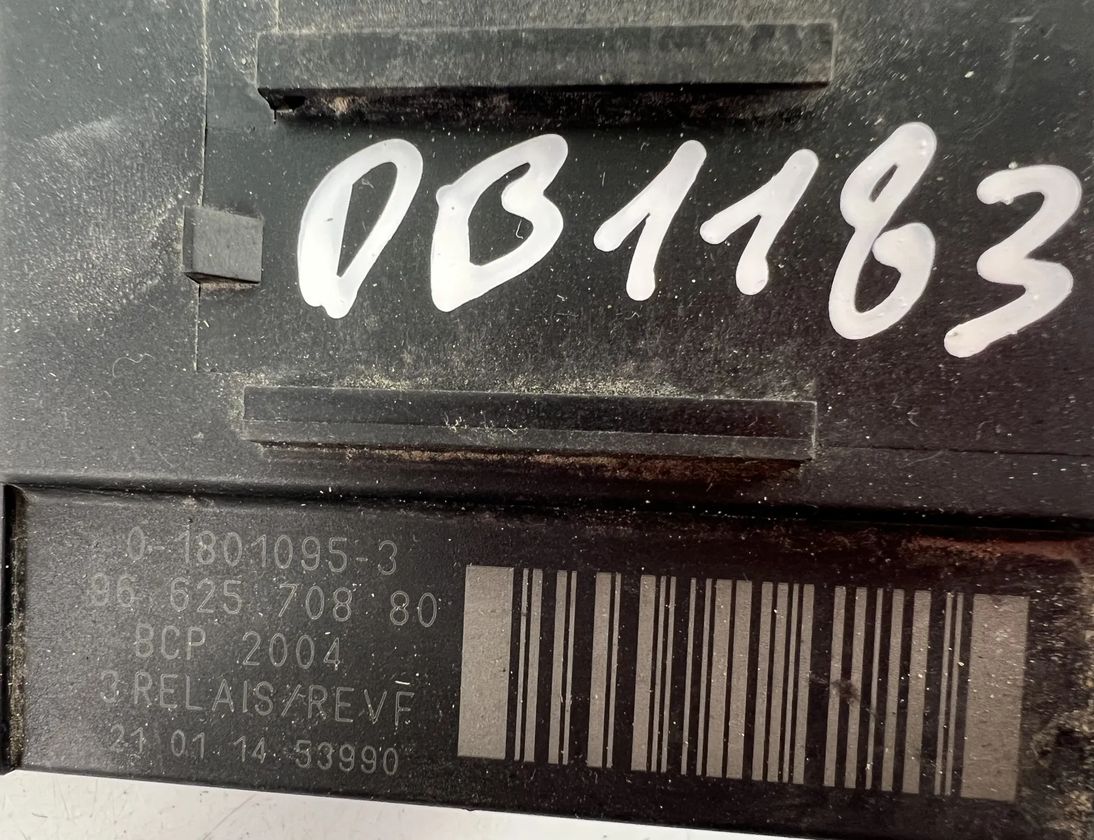 DB1183
0-1801095-3
96 625 708 80
BCP 2004
3 RELAIS/REVF
21 01 14 53990